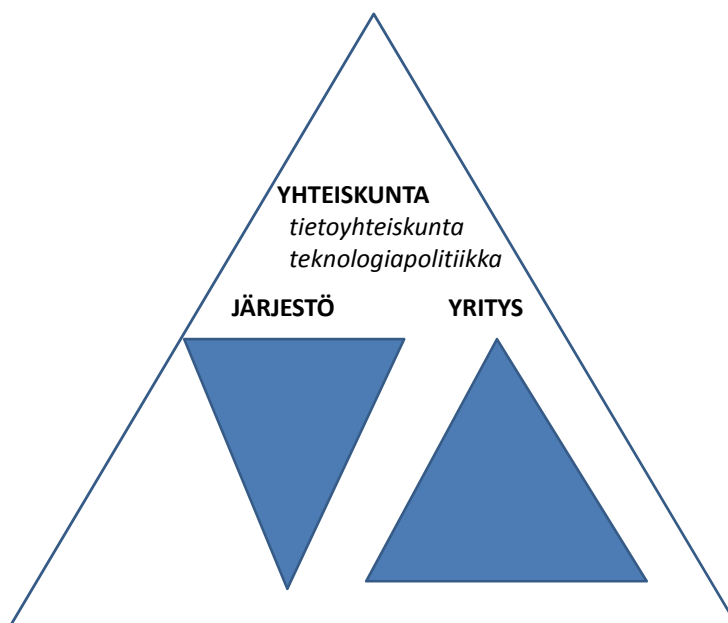 YHTEISKUNTA
tietoyhteiskunta
teknologiapolitiikka
JÄRJESTÖ YRITYS